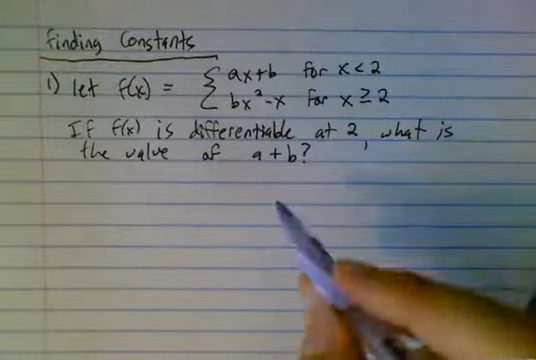 Finding Constants
1) let f(x) = { ax+b for x < 2
bx²-x for x ≥ 2
If f(x) is differentiable at 2, what is
the value of a + b?